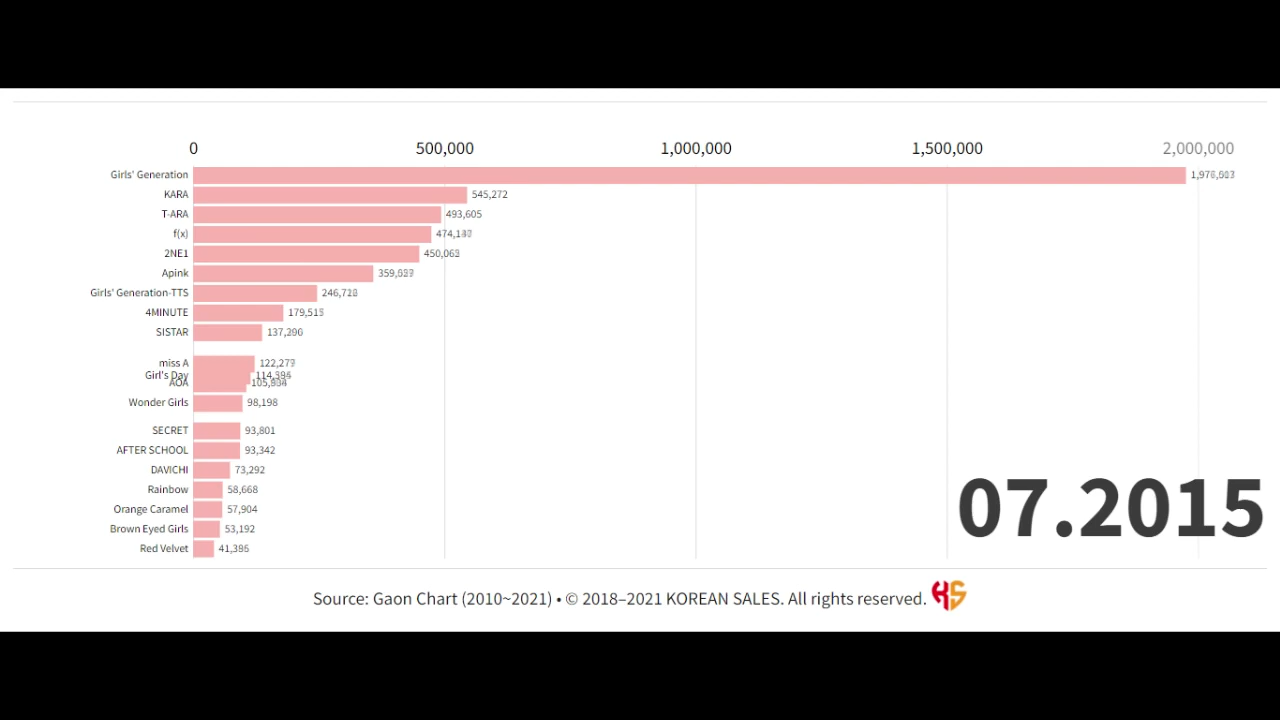 0 500,000 1,000,000 1,500,000 2,000,000
Girls' Generation
KARA 545,272
T-ARA 493,605
f(x)
2NE1
Apink
Girls' Generation-TTS
4MINUTE
SISTAR
miss A
Girl's Day
AOA
Wonder Girls 98,198
SECRET 93,801
AFTER SCHOOL 93,342
DAVICHI 73,292
Rainbow 58,668
Orange Caramel 57,904
Brown Eyed Girls 53,192
Red Velvet
07.2015
Source: Gaon Chart (2010~2021) • © 2018–2021 KOREAN SALES. All rights reserved.